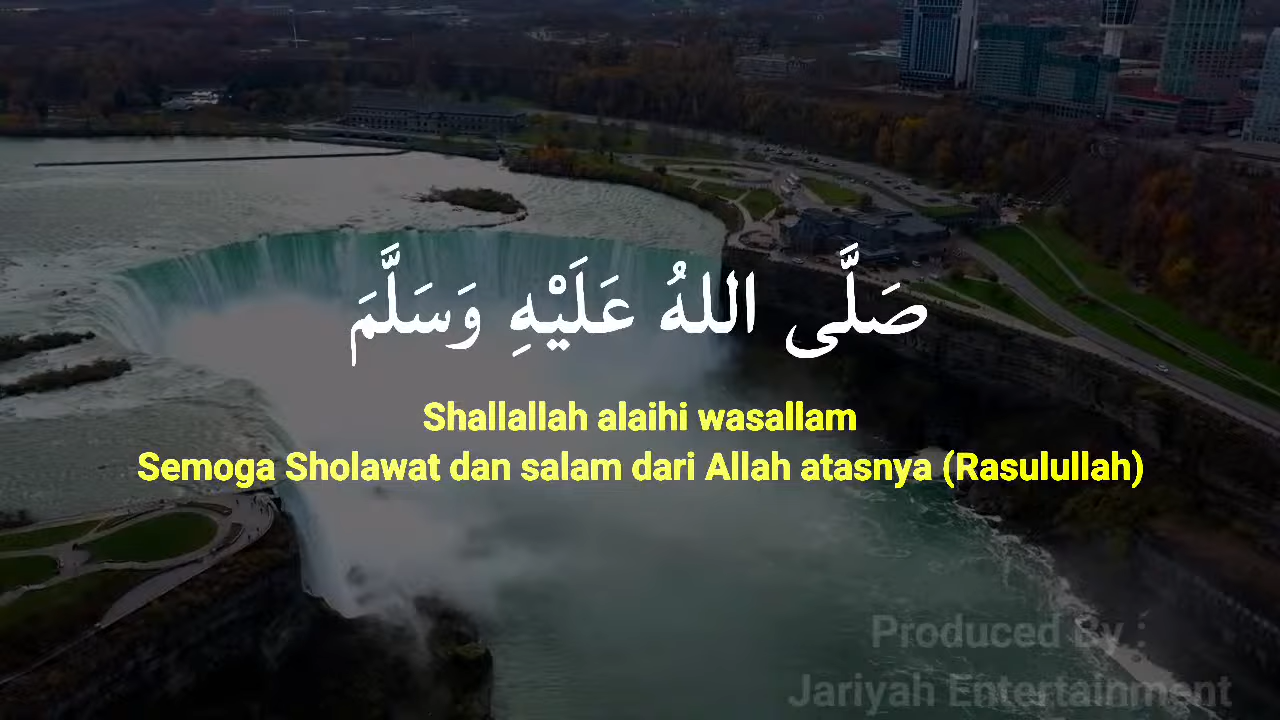 صَلَّى اللهُ عَلَيْهِ وَسَلَّمَ
Shallallah alaihi wasallam
Semoga Sholawat dan salam dari Allah atasnya (Rasulullah)
Produced By :
Jariyah Entertainment